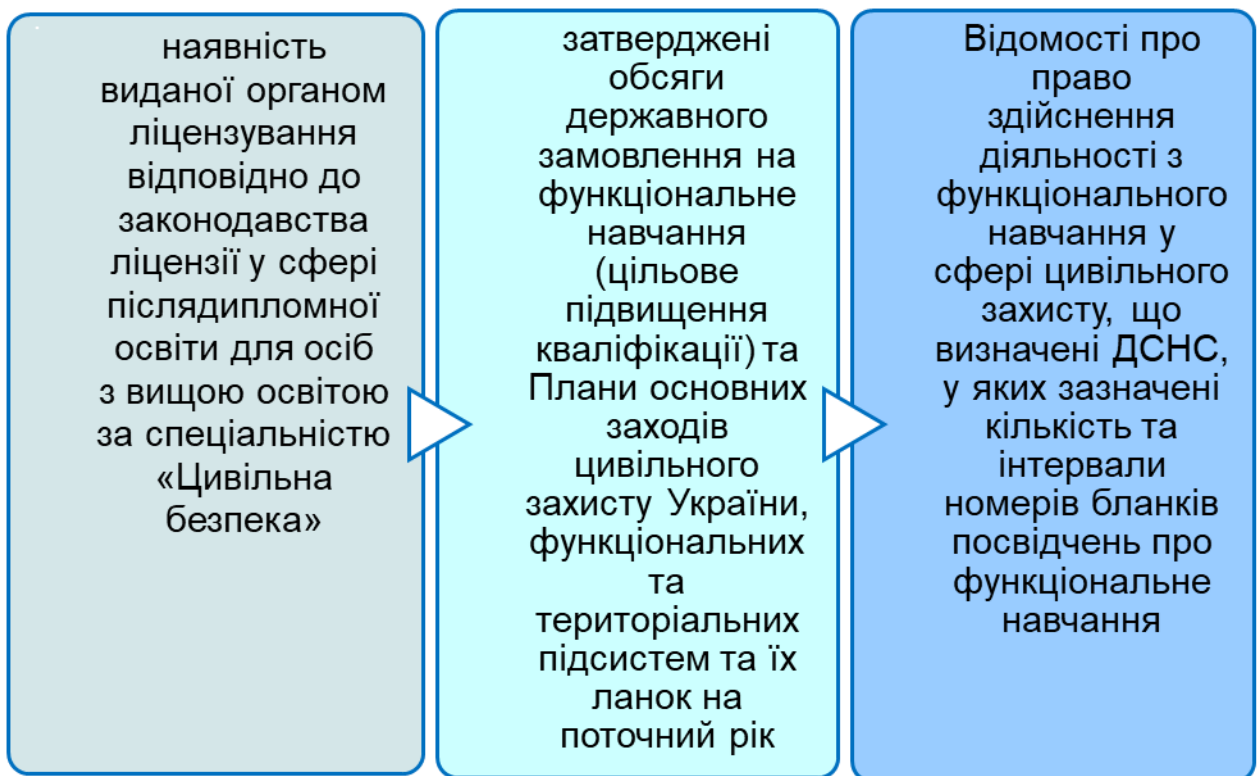 наявність
виданої органом
ліцензування
відповідно до
законодавства
ліцензії у сфері
післядипломної
освіти для осіб
з вищою освітою
за спеціальністю
«Цивільна
безпека»
затверджені
обсяги
державного
замовлення на
функціональне
навчання
(цільове
підвищення
кваліфікації) та
Плани основних
заходів
цивільного
захисту України,
функціональних
та
територіальних
підсистем та їх
ланок на
поточний рік
Відомості про
право
здійснення
діяльності з
функціонального
навчання у
сфері цивільного
захисту, що
визначені ДСНС,
у яких зазначені
кількість та
інтервали
номерів бланків
посвідчень про
функціональне
навчання